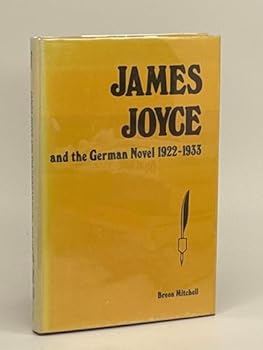 JAMES
JOYCE
and the German Novel 1922-1933
Breon Mitchell